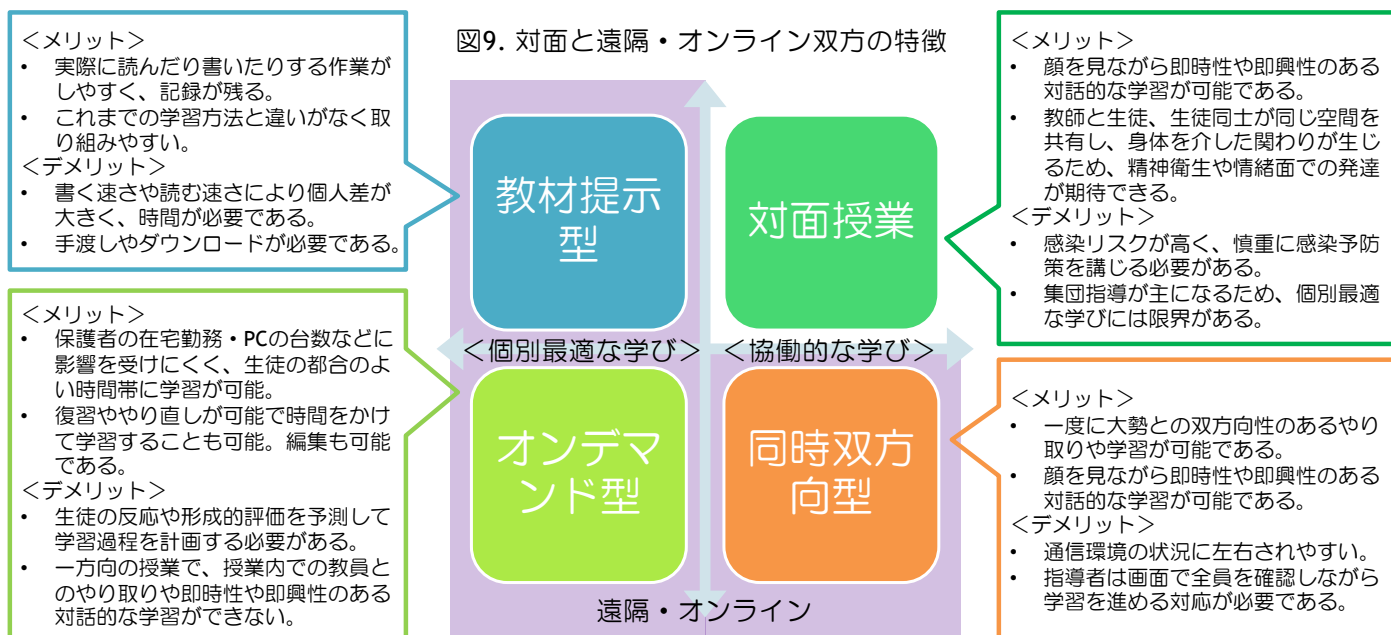 図9. 対面と遠隔・オンライン双方の特徴
＜メリット＞
• 実際に読んだり書いたりする作業が
しやすく、記録が残る。
• これまでの学習方法と違いがなく取
り組みやすい。
＜デメリット＞
• 書く速さや読む速さにより個人差が
大きく、時間が必要である。
• 手渡しやダウンロードが必要である。
教材提示
型
対面授業
＜メリット＞
• 顔を見ながら即時性や即興性のある
対話的な学習が可能である。
• 教師と生徒、生徒同士が同じ空間を
共有し、身体を介した関わりが生じ
るため、精神衛生や情緒面での発達
が期待できる。
＜デメリット＞
• 感染リスクが高く、慎重に感染予防
策を講じる必要がある。
• 集団指導が主になるため、個別最適
な学びには限界がある。
＜個別最適な学び＞
＜協働的な学び＞
＜メリット＞
• 保護者の在宅勤務・PCの台数などに
影響を受けにくく、生徒の都合のよ
い時間帯に学習が可能。
• 復習ややり直しが可能で時間をかけ
て学習することも可能。編集も可能
である。
＜デメリット＞
• 生徒の反応や形成的評価を予測して
学習過程を計画する必要がある。
• 一方向の授業で、授業内での教員と
のやり取りや即時性や即興性のある
対話的な学習ができない。
オンデマ
ンド型
同時双方
向型
＜メリット＞
• 一度に大勢との双方向性のあるやり
取りや学習が可能である。
• 顔を見ながら即時性や即興性のある
対話的な学習が可能である。
＜デメリット＞
• 通信環境の状況に左右されやすい。
• 指導者は画面で全員を確認しながら
学習を進める対応が必要である。
遠隔・オンライン